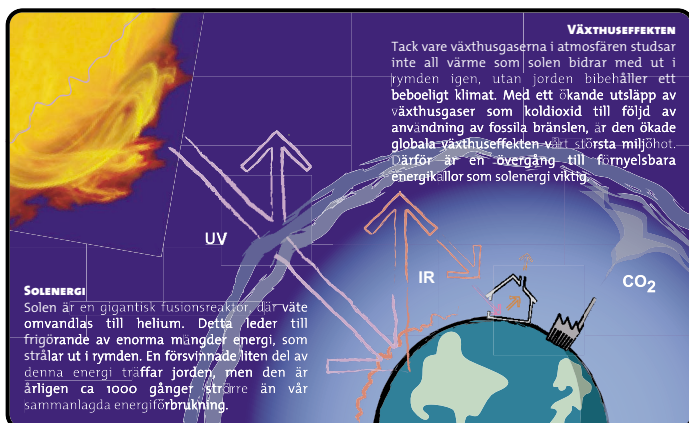 VÄXTHUSEFFEKTEN
Tack vare växthusgaserna i atmosfären studsar
inte all värme som solen bidrar med ut i
rymden igen, utan jorden bibehåller ett
beboeligt klimat. Med ett ökande utsläpp av
växthusgaser som koldioxid till följd av
användning av fossila bränslen, är den ökade
globala växthuseffekten vårt största miljöhot.
Därför är en övergång till förnyelsbara
energikällor som solenergi viktig.
UV
IR
CO2
SOLENERGI
Solen är en gigantisk fusionsreaktor, där väte
omvandlas till helium. Detta leder till
frigörande av enorma mängder energi, som
strålar ut i rymden. En försvinnade liten del av
denna energi träffar jorden, men den är
årligen ca 1000 gånger strörre än vår
sammanlagda energiförbrukning.